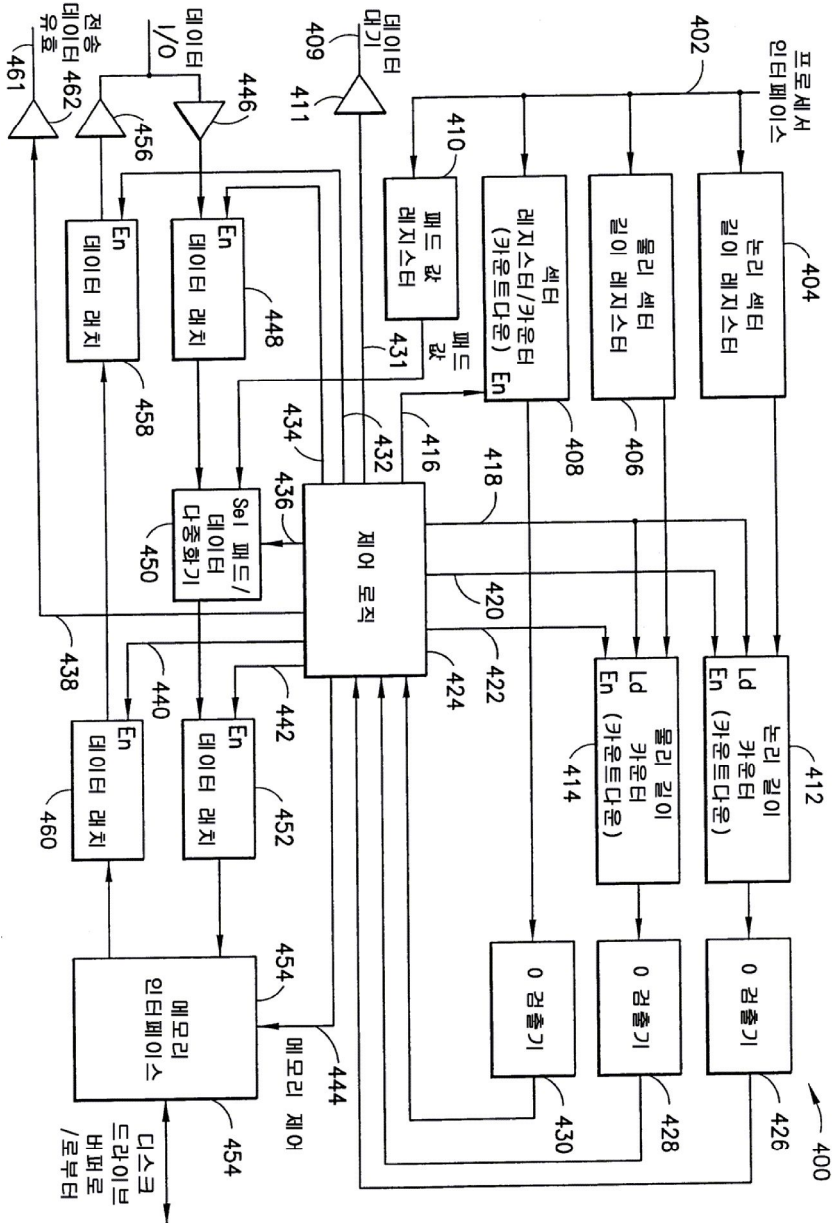 400
프로세서
인터페이스
402
논리 섹터
길이 레지스터
404
물리 섹터
길이 레지스터
406
섹터
레지스터/카운터
(카운트다운)
En
408
410
패드 값
레지스터
패드
값
데이터
대기
409
411
431
416
418
420
422
424
제어 로직
Ld
En
논리 길이
카운터
(카운트다운)
412
Ld
En
물리 길이
카운터
(카운트다운)
414
0 검출기
426
0 검출기
428
0 검출기
430
데이터
I/O
446
En
데이터 래치
448
434
432
436
Sel 패드/
데이터
다중화기
450
442
En
데이터 래치
452
전송
데이터
유효
461
462
456
En
데이터 래치
458
438
440
En
데이터 래치
460
444
메모리 제어
454
메모리
인터페이스
454
디스크
드라이브
버퍼로
/로부터